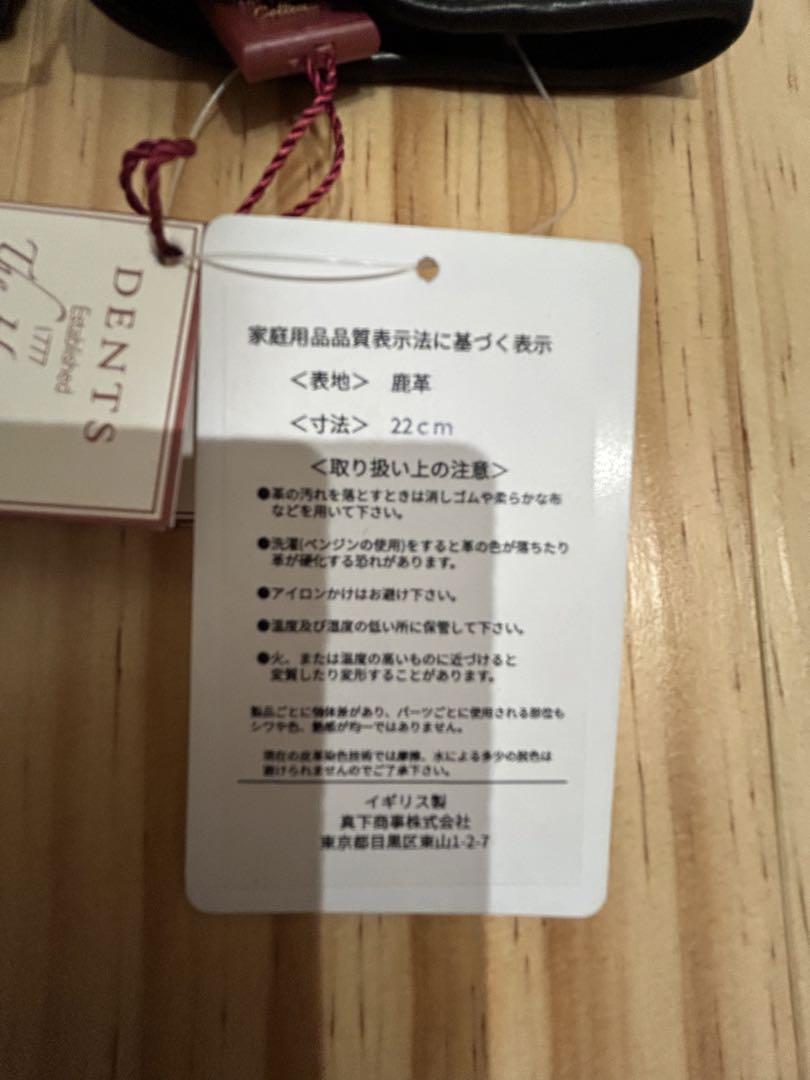 DENTS
Established
1777
The
家庭用品品質表示法に基づく表示
＜表地＞ 鹿革
＜寸法＞ 22cm
＜取り扱い上の注意＞
●革の汚れを落とすときは消しゴムや柔らかな布
などを用いて下さい。
●洗濯(ベンジンの使用)をすると革の色が落ちたり
革が硬化する恐れがあります。
●アイロンかけはお避け下さい。
●温度及び湿度の低い所に保管して下さい。
●火、または温度の高いものに近づけると
変質したり変形することがあります。
製品ごとに個体差があり、パーツごとに使用される部位も
シワや色、艶感が均一ではありません。
現在の皮革染色技術では摩擦、水による多少の脱色は
避けられませんのでご了承下さい。
イギリス製
真下商事株式会社
東京都目黒区東山1-2-7